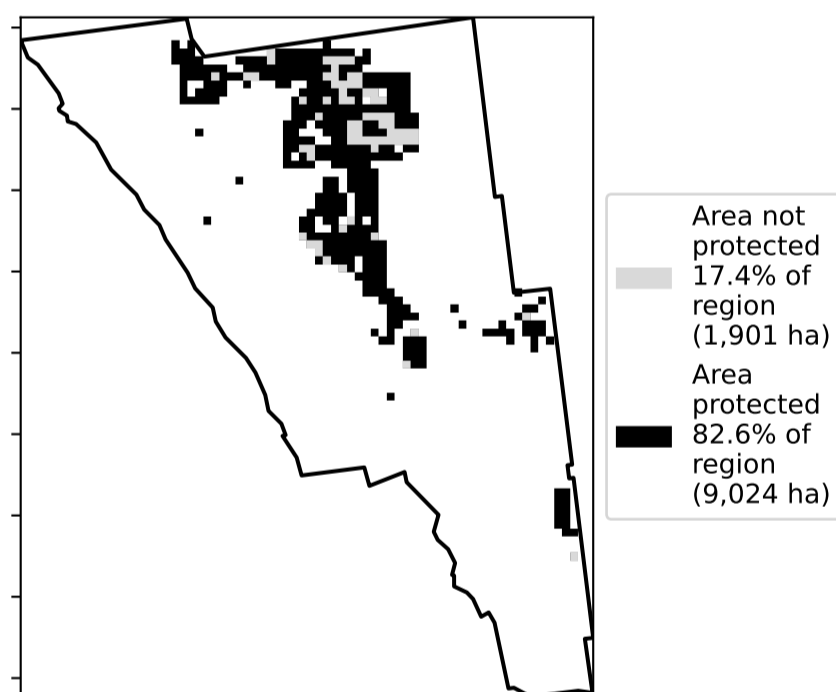 Area not
protected
17.4% of
region
(1,901 ha)
Area
protected
82.6% of
region
(9,024 ha)